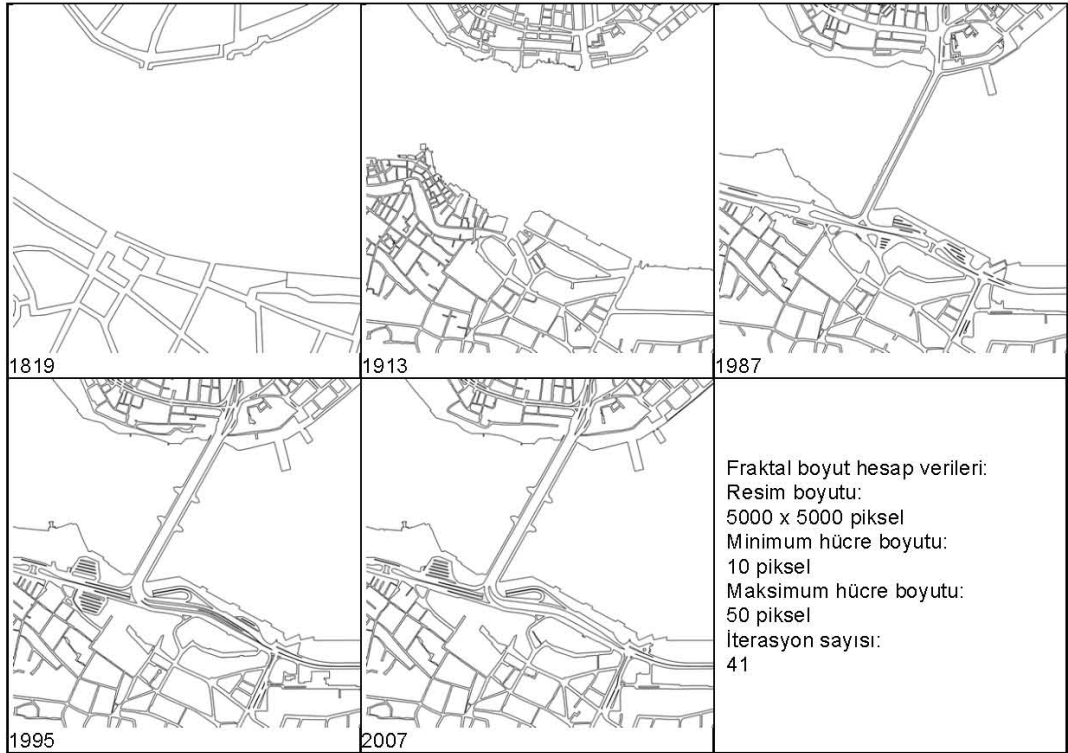 1819
1913
1987
1995
2007
Fraktal boyut hesap verileri:
Resim boyutu:
5000 x 5000 piksel
Minimum hücre boyutu:
10 piksel
Maksimum hücre boyutu:
50 piksel
İterasyon sayısı:
41